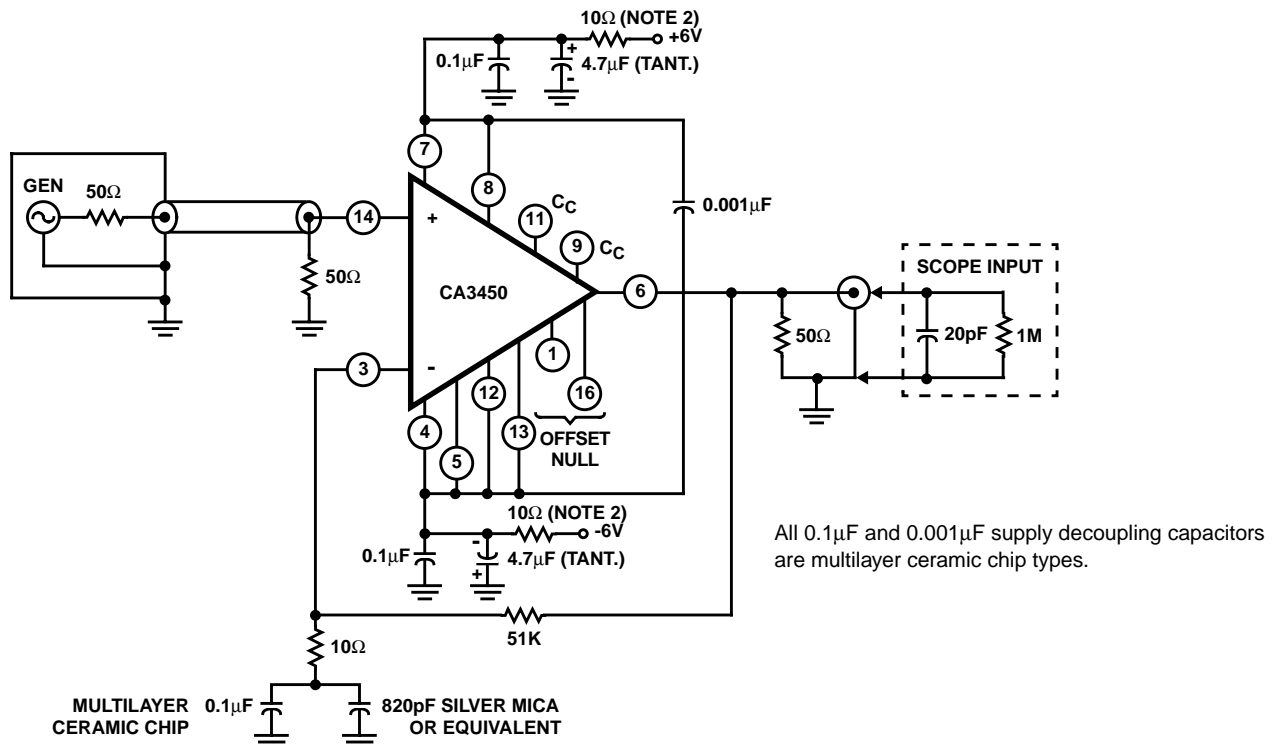 10Ω (NOTE 2)
+6V
0.1µF
+
4.7µF (TANT.)
-
7
8
GEN
50Ω
14
+
11
CC
9
CC
0.001µF
50Ω
CA3450
6
SCOPE INPUT
50Ω
20pF
1M
3
-
1
12
16
4
13
5
OFFSET
NULL
10Ω (NOTE 2)
-6V
-
0.1µF
4.7µF (TANT.)
+
All 0.1µF and 0.001µF supply decoupling capacitors
are multilayer ceramic chip types.
51K
10Ω
MULTILAYER
CERAMIC CHIP
0.1µF
820pF SILVER MICA
OR EQUIVALENT